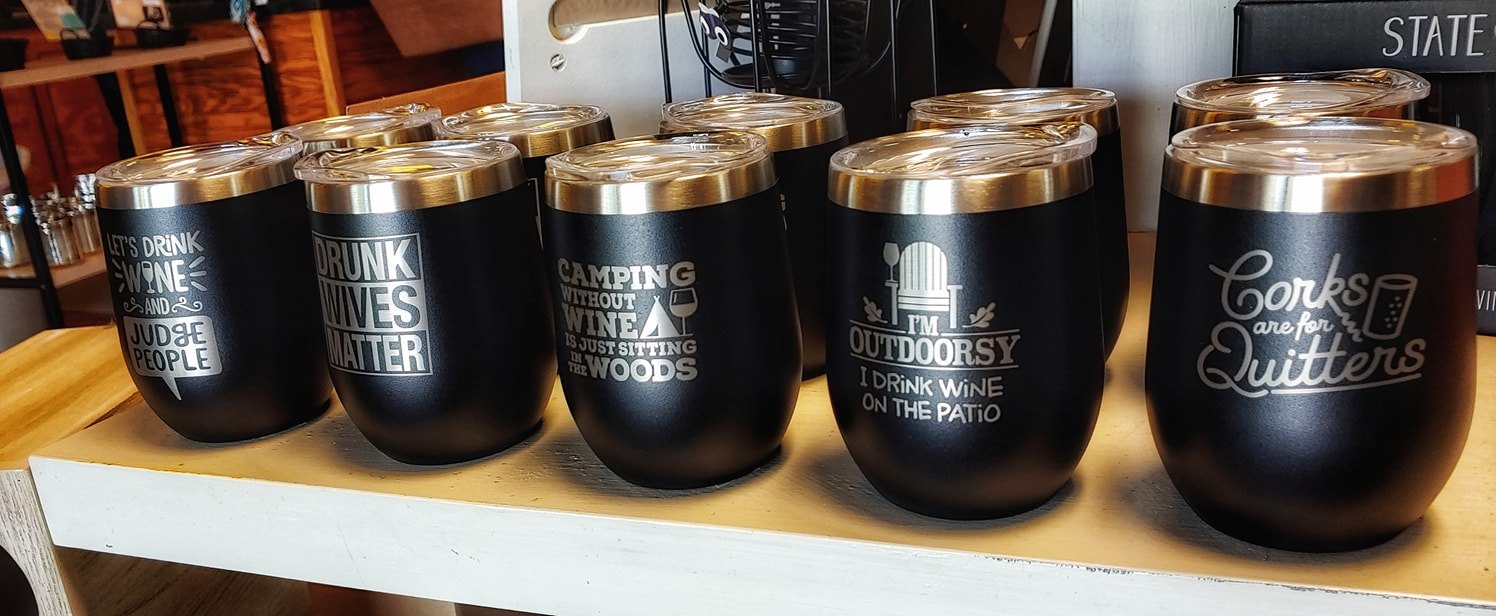 LET'S DRINK
WINE
AND
JUDGE
PEOPLE
DRUNK
WIVES
MATTER
CAMPING
WITHOUT
WINE
IS JUST SITTING
IN THE WOODS
I'M
OUTDOORSY
I DRINK WINE
ON THE PATIO
Corks
are for
Quitters
STATE